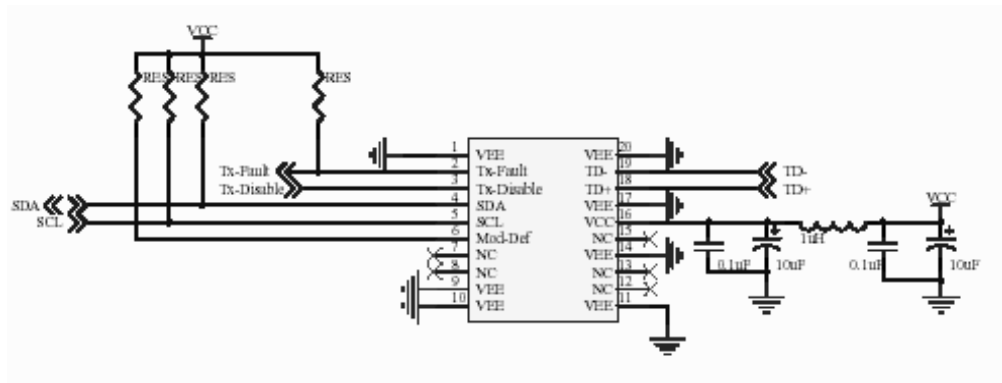 VCC
RES RES RES RES
1 VEE VEE 20
Tx-Fault 2 Tx-Fault TD- 19 TD-
Tx-Disable 3 Tx-Disable TD+ 18 TD+
SDA 4 SDA VEE 17
SCL 5 SCL VCC 16 VCC
6 Mod-Def NC 15
7 NC VEE 14
8 NC NC 13
9 VEE NC 12
10 VEE VEE 11
0.1uF 10uF 1uH 0.1uF 10uF